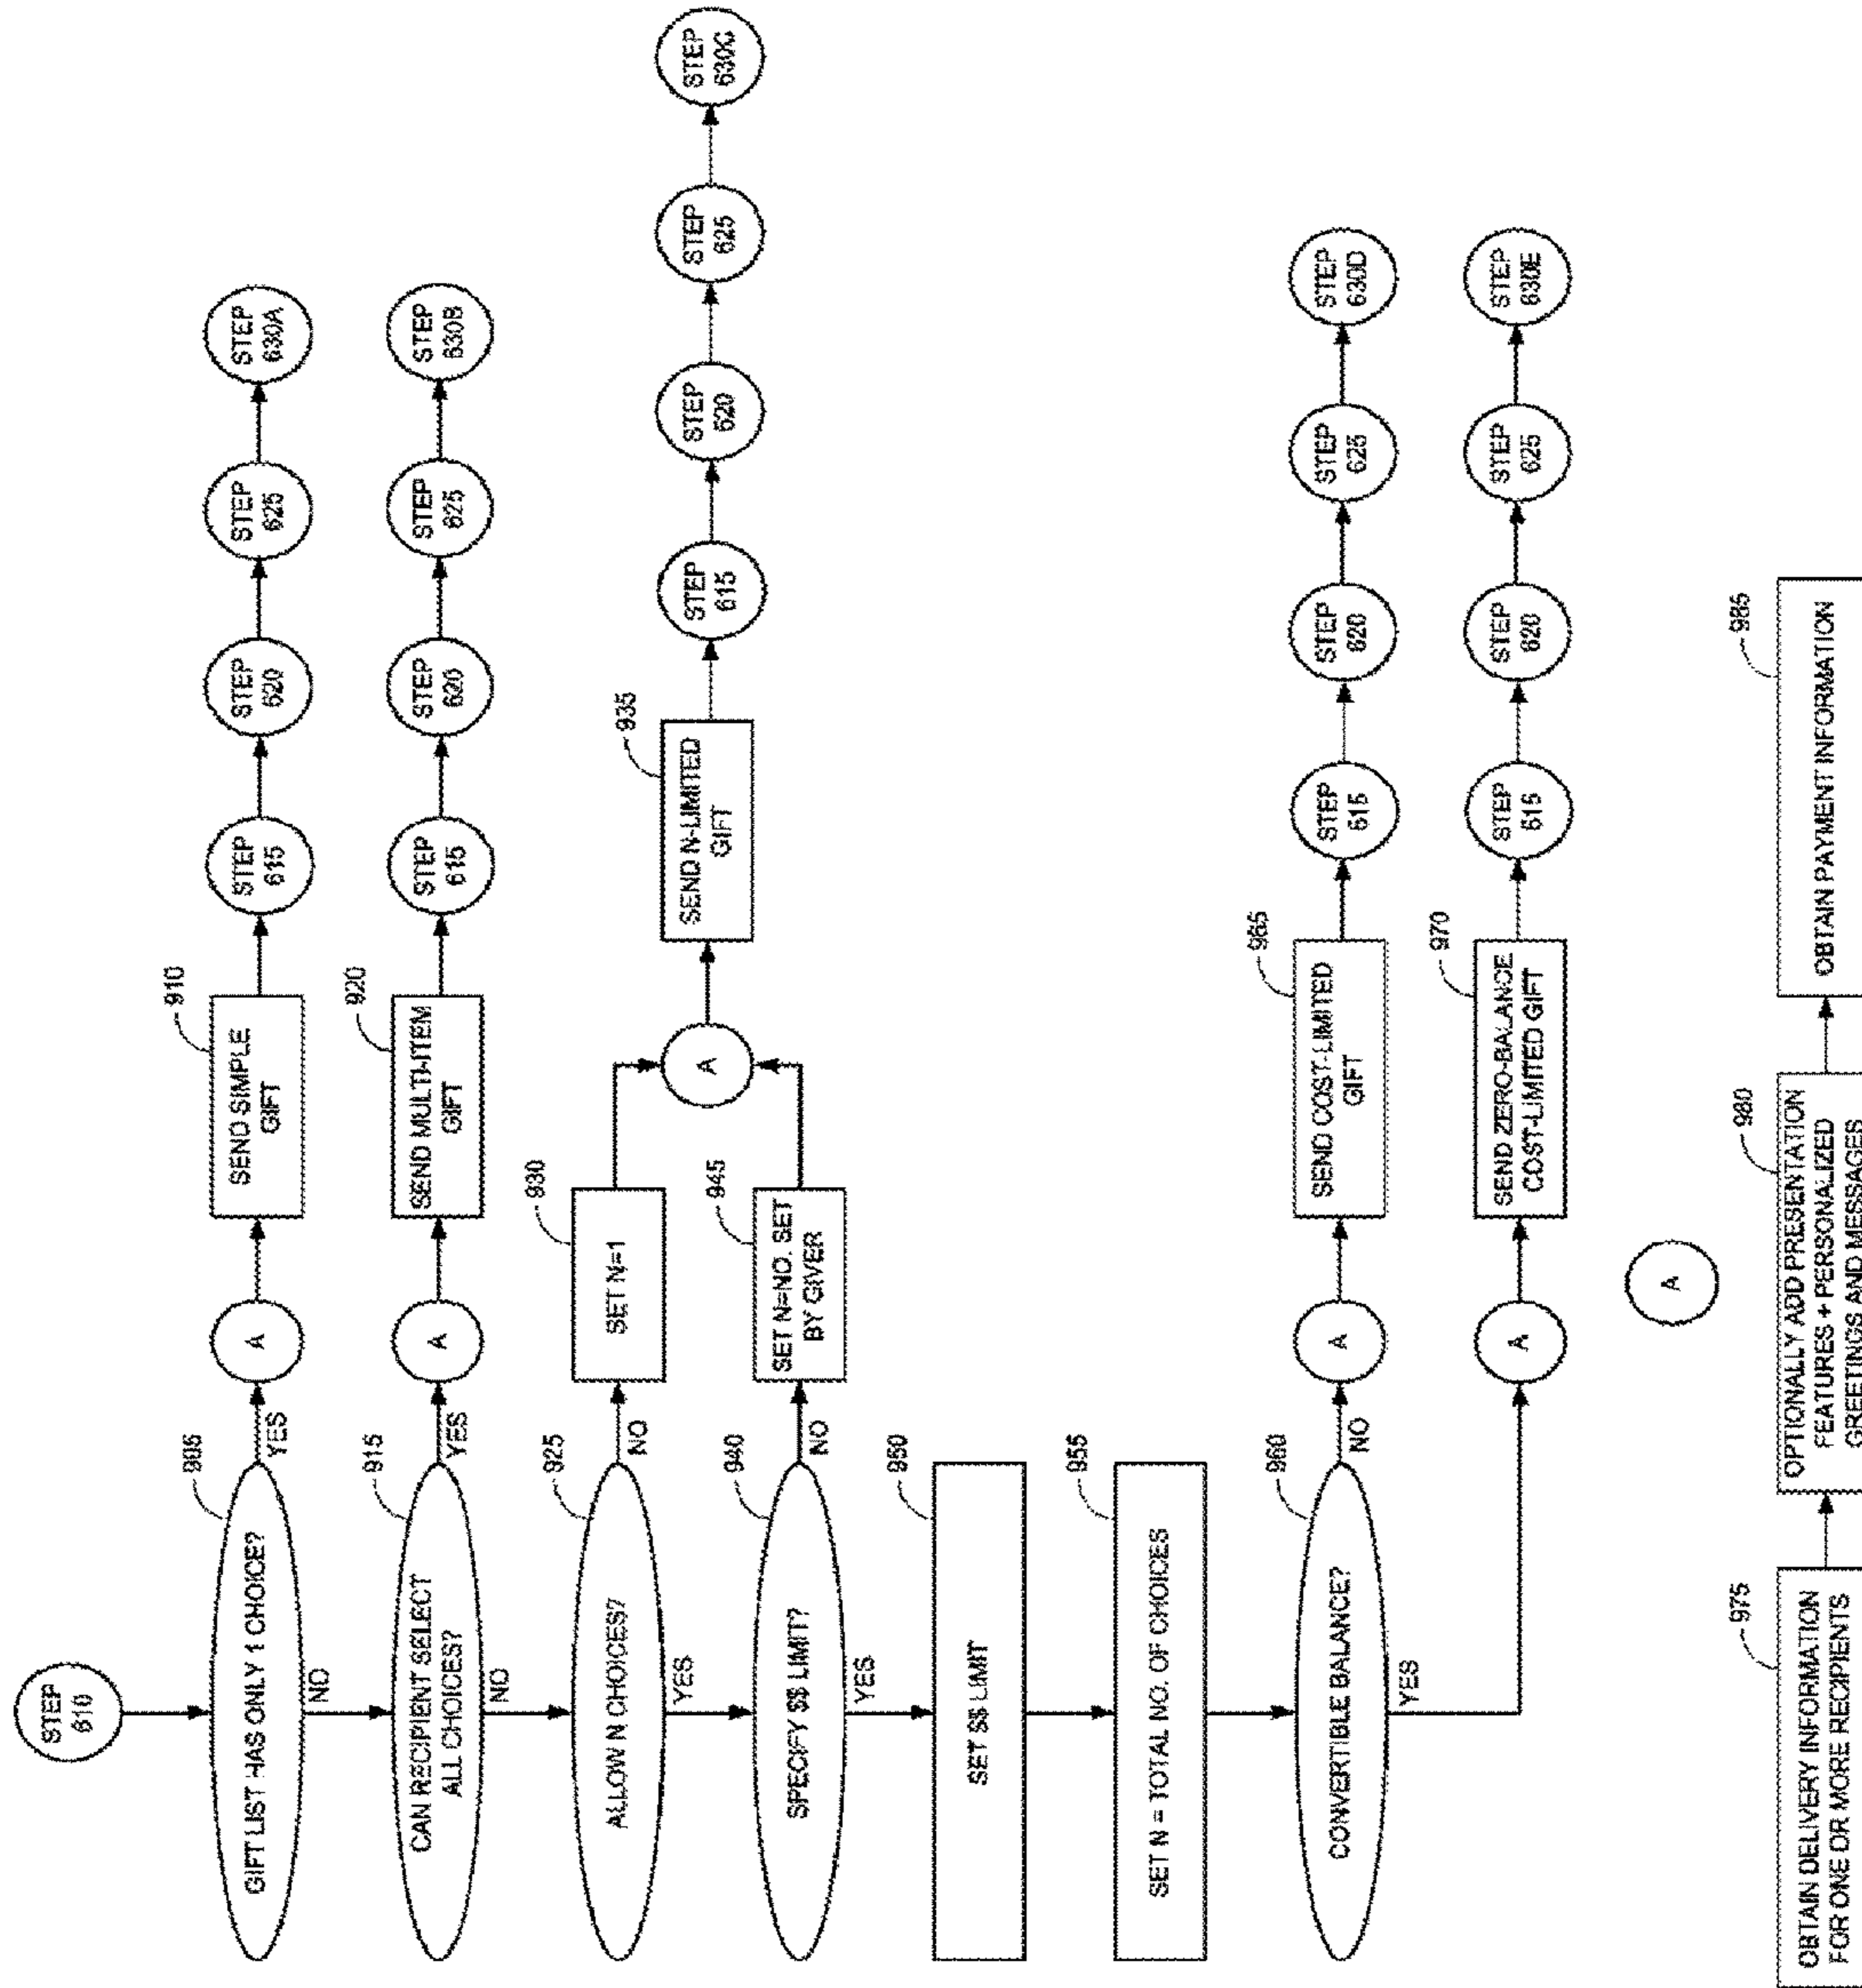 STEP
610
905
GIFT LIST HAS ONLY 1 CHOICE?
YES
NO
A
910
SEND SIMPLE
GIFT
STEP
615
STEP
620
STEP
625
STEP
630A
915
CAN RECIPIENT SELECT
ALL CHOICES?
YES
NO
A
920
SEND MULTI-ITEM
GIFT
STEP
615
STEP
620
STEP
625
STEP
630B
925
ALLOW N CHOICES?
NO
YES
930
SET N=1
940
SPECIFY $$ LIMIT?
NO
YES
945
SET N=NO. SET
BY GIVER
A
935
SEND N-LIMITED
GIFT
STEP
615
STEP
620
STEP
625
STEP
630C
950
SET $$ LIMIT
955
SET N = TOTAL NO. OF CHOICES
960
CONVERTIBLE BALANCE?
NO
YES
A
965
SEND COST-LIMITED
GIFT
STEP
615
STEP
620
STEP
625
STEP
630D
A
970
SEND ZERO-BALANCE
COST-LIMITED GIFT
STEP
615
STEP
620
STEP
625
STEP
630E
A
975
OBTAIN DELIVERY INFORMATION
FOR ONE OR MORE RECIPIENTS
980
OPTIONALLY ADD PRESENTATION
FEATURES + PERSONALIZED
GREETINGS AND MESSAGES
985
OBTAIN PAYMENT INFORMATION